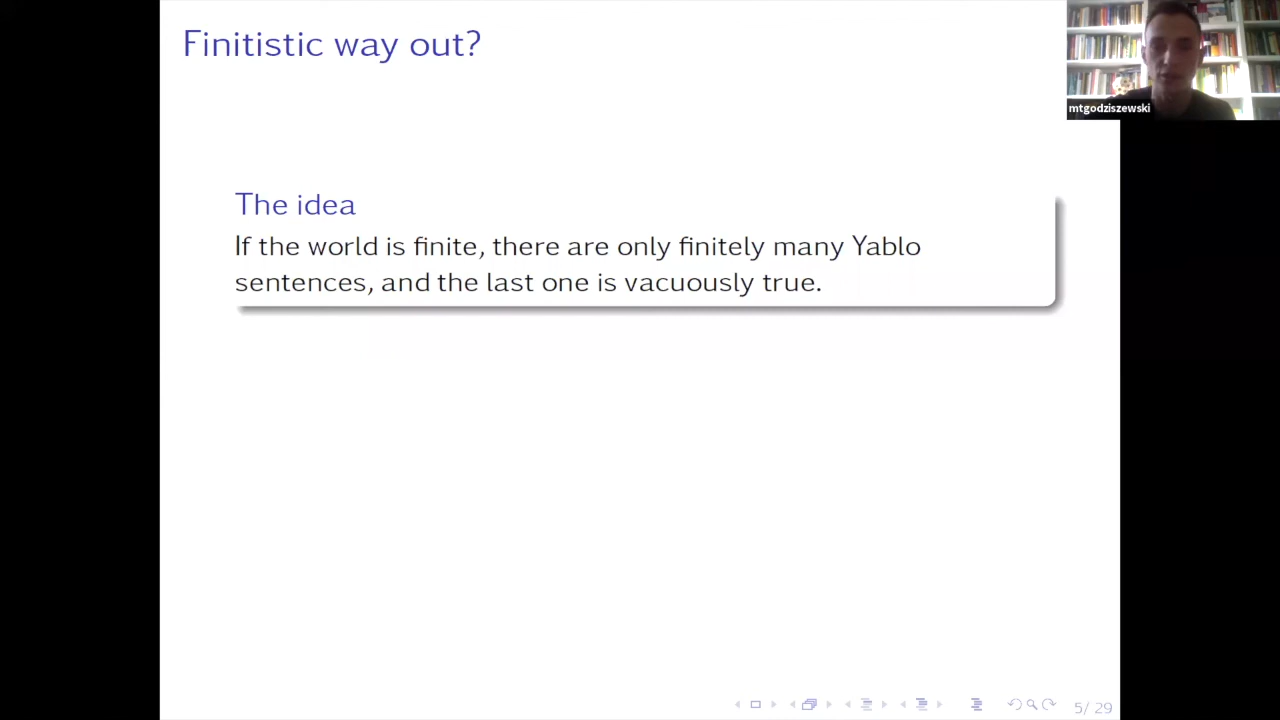 Finitistic way out?
mtgodziszewski
The idea
If the world is finite, there are only finitely many Yablo
sentences, and the last one is vacuously true.
5/ 29